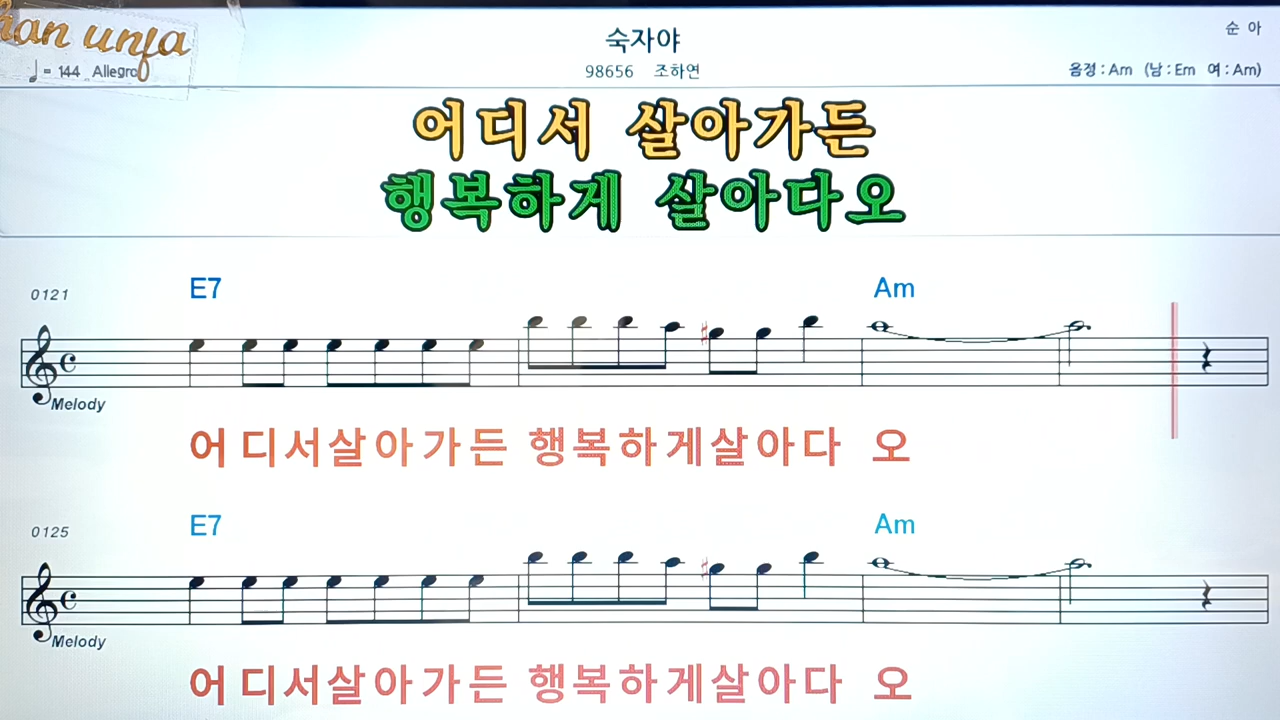 han unfa
순 아
숙자야
♩= 144 Allegro
98656 조하연
음정 : Am (남 : Em 여 : Am)
어디서 살아가든
행복하게 살아다오
0121
E7 Am
Melody
어디서살아가든 행복하게살아다 오
0125
E7 Am
Melody
어디서살아가든 행복하게살아다 오